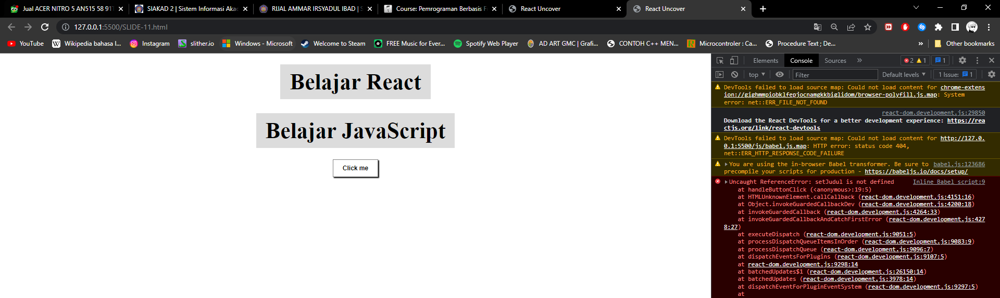 Jual ACER NITRO 5 AN515 58 917
SIAKAD 2 | Sistem Informasi Aka
RIJAL AMMAR IRSYADUL IBAD | S
Course: Pemrograman Berbasis F
React Uncover
React Uncover
127.0.0.1:5500/SLIDE-11.html
YouTube
Wikipedia bahasa I...
Instagram
slither.io
Windows - Microsoft
Welcome to Steam
FREE Music for Ever...
Spotify Web Player
AD ART GMC | Grafi...
CONTOH C++ MEN...
Microcontroler : Ca...
Procedure Text ; De...
»
Other bookmarks
Belajar React
Belajar JavaScript
Click me
Elements
Console
Sources
»
2
1
1
top
Filter
Default levels
1 Issue: 1
DevTools failed to load source map: Could not load content for chrome-extens
ion://gighmmpiobklfepjocnamgkkbiglidom/browser-polyfill.js.map: System
error: net::ERR_FILE_NOT_FOUND
react-dom.development.js:29850
Download the React DevTools for a better development experience: https://rea
ctjs.org/link/react-devtools
DevTools failed to load source map: Could not load content for http://127.0.
0.1:5500/js/babel.js.map: HTTP error: status code 404,
net::ERR_HTTP_RESPONSE_CODE_FAILURE
You are using the in-browser Babel transformer. Be sure to babel.js:123686
precompile your scripts for production - https://babeljs.io/docs/setup/
Uncaught ReferenceError: setJudul is not defined Inline Babel script:9
at handleButtonClick (<anonymous>:19:5)
at HTMLUnknownElement.callCallback (react-dom.development.js:4151:16)
at Object.invokeGuardedCallbackDev (react-dom.development.js:4200:18)
at invokeGuardedCallback (react-dom.development.js:4264:33)
at invokeGuardedCallbackAndCatchFirstError (react-dom.development.js:427
8:27)
at executeDispatch (react-dom.development.js:9051:5)
at processDispatchQueueItemsInOrder (react-dom.development.js:9083:9)
at processDispatchQueue (react-dom.development.js:9096:7)
at dispatchEventsForPlugins (react-dom.development.js:9107:5)
at react-dom.development.js:9298:14
at batchedUpdates$1 (react-dom.development.js:26150:14)
at batchedUpdates (react-dom.development.js:3978:14)
at dispatchEventForPluginEventSystem (react-dom.development.js:9297:5)
at